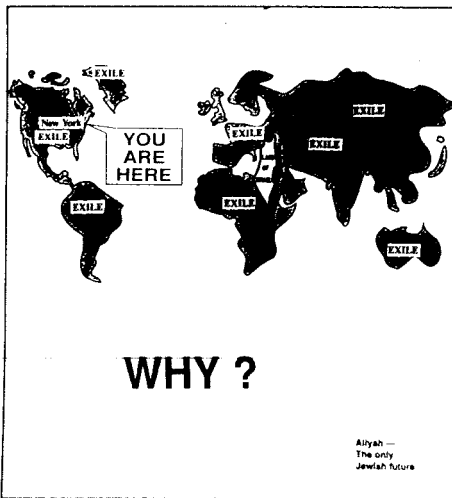 EXILE
New York
EXILE
YOU
ARE
HERE
EXILE
EXILE
EXILE
EXILE
EXILE
EXILE
WHY ?
Aliyah —
The only
Jewish future